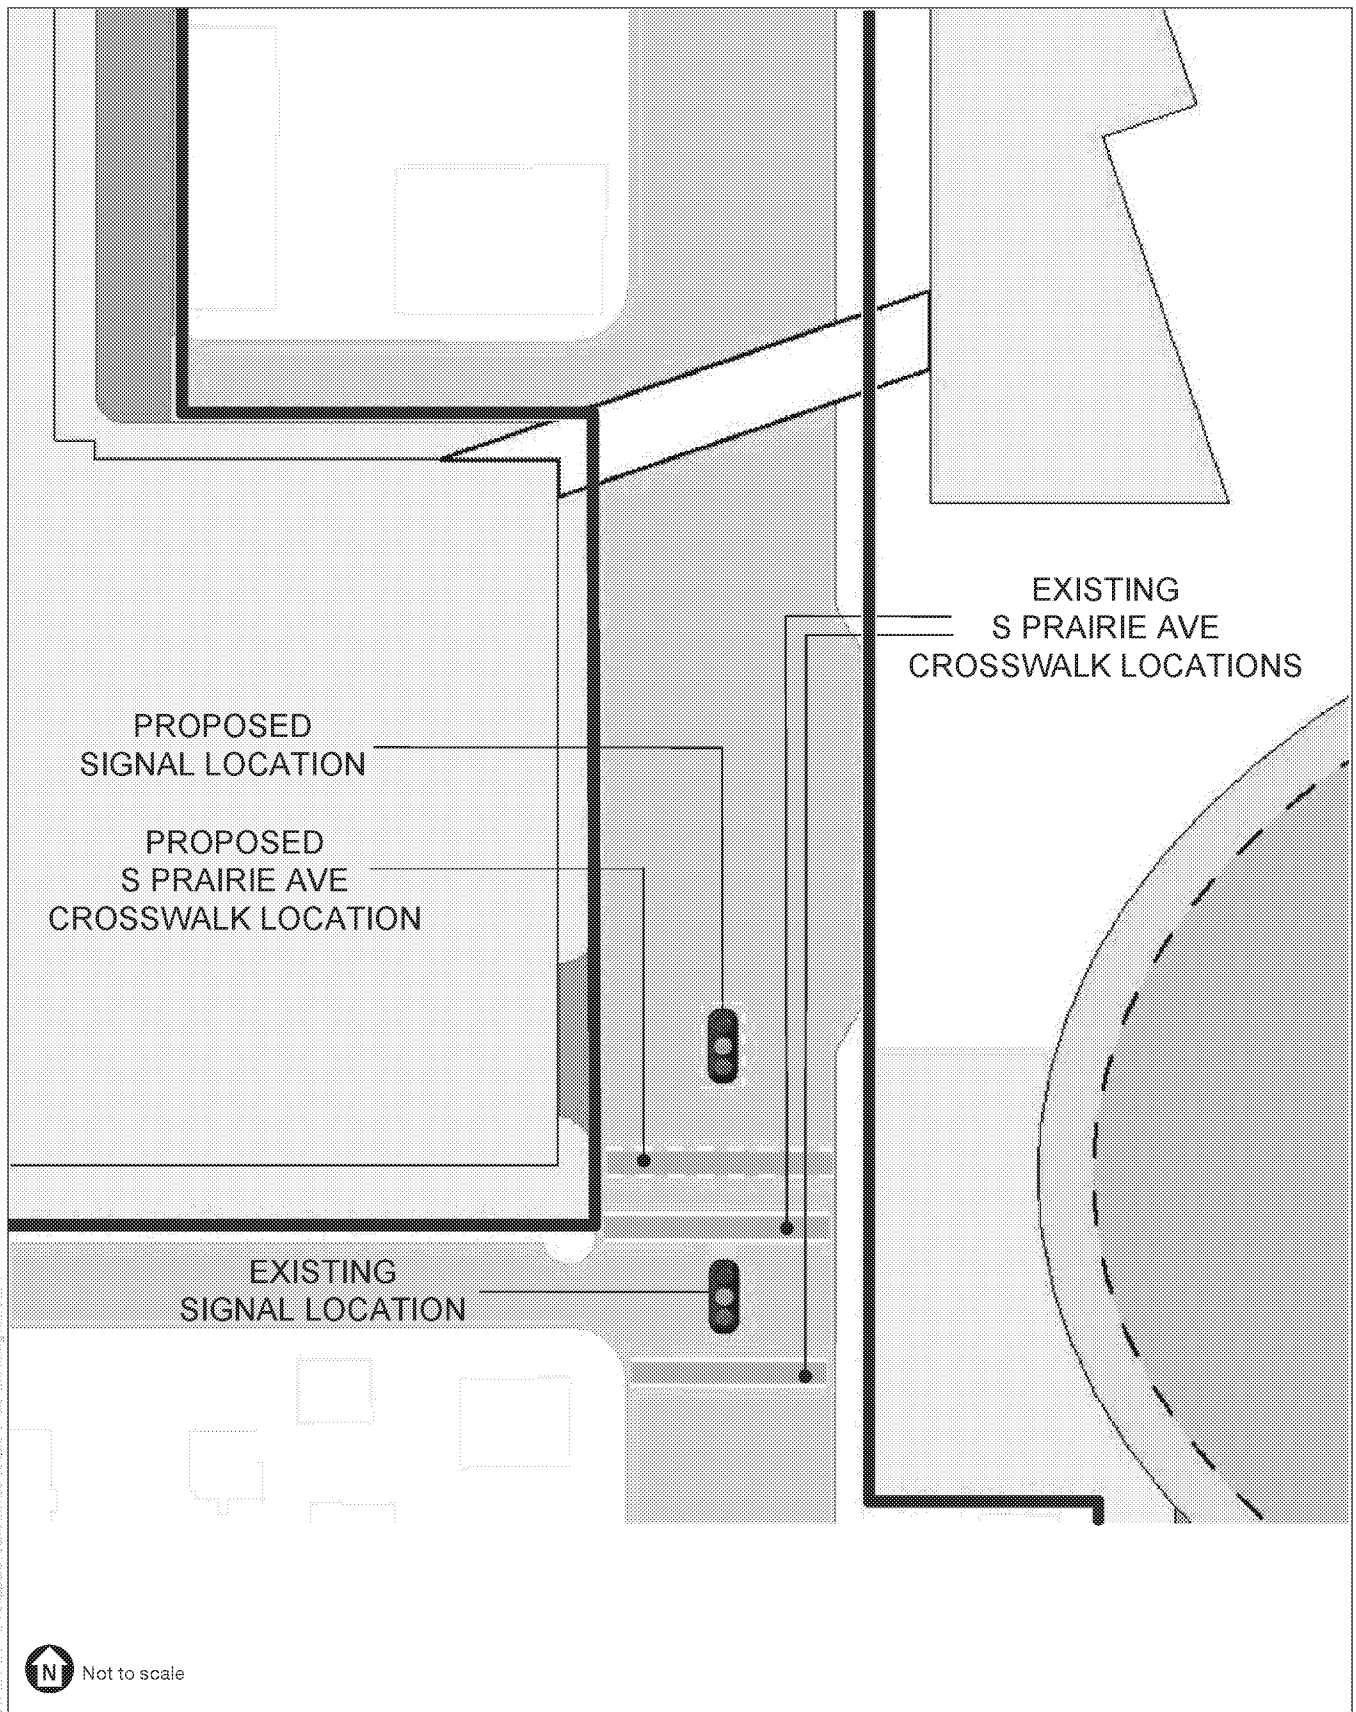 EXISTING
S PRAIRIE AVE
CROSSWALK LOCATIONS
PROPOSED
SIGNAL LOCATION
PROPOSED
S PRAIRIE AVE
CROSSWALK LOCATION
EXISTING
SIGNAL LOCATION
N
Not to scale